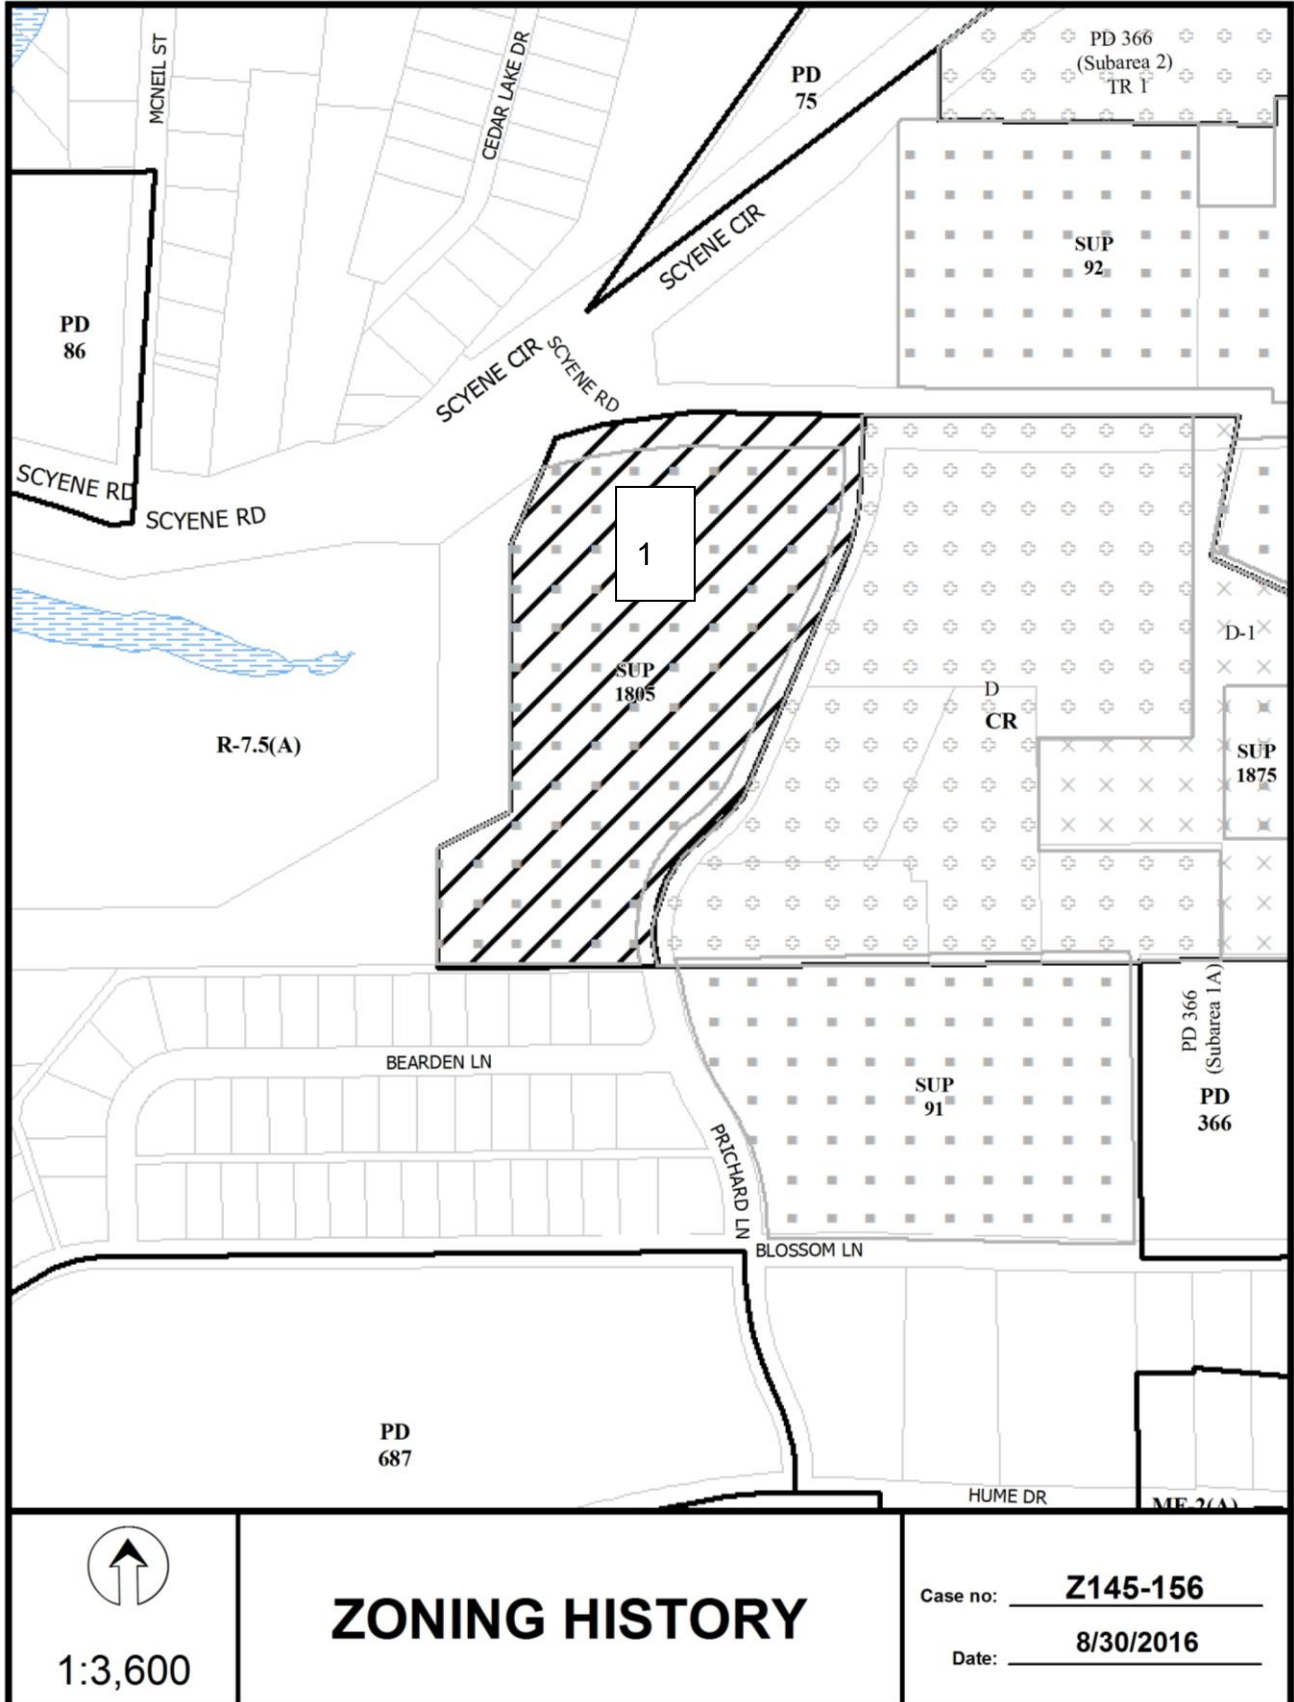 MCNEIL ST
CEDAR LAKE DR
PD
75
PD 366
(Subarea 2)
TR 1
SCYENE CIR
SUP
92
PD
86
SCYENE CIR
SCYENE RD
SCYENE RD
SCYENE RD
1
SUP
1805
D-1
D
CR
R-7.5(A)
SUP
1875
PD 366
(Subarea 1A)
BEARDEN LN
SUP
91
PD
366
PRICHARD LN
BLOSSOM LN
PD
687
HUME DR
MF-2(A)
1:3,600
ZONING HISTORY
Case no: Z145-156
Date: 8/30/2016